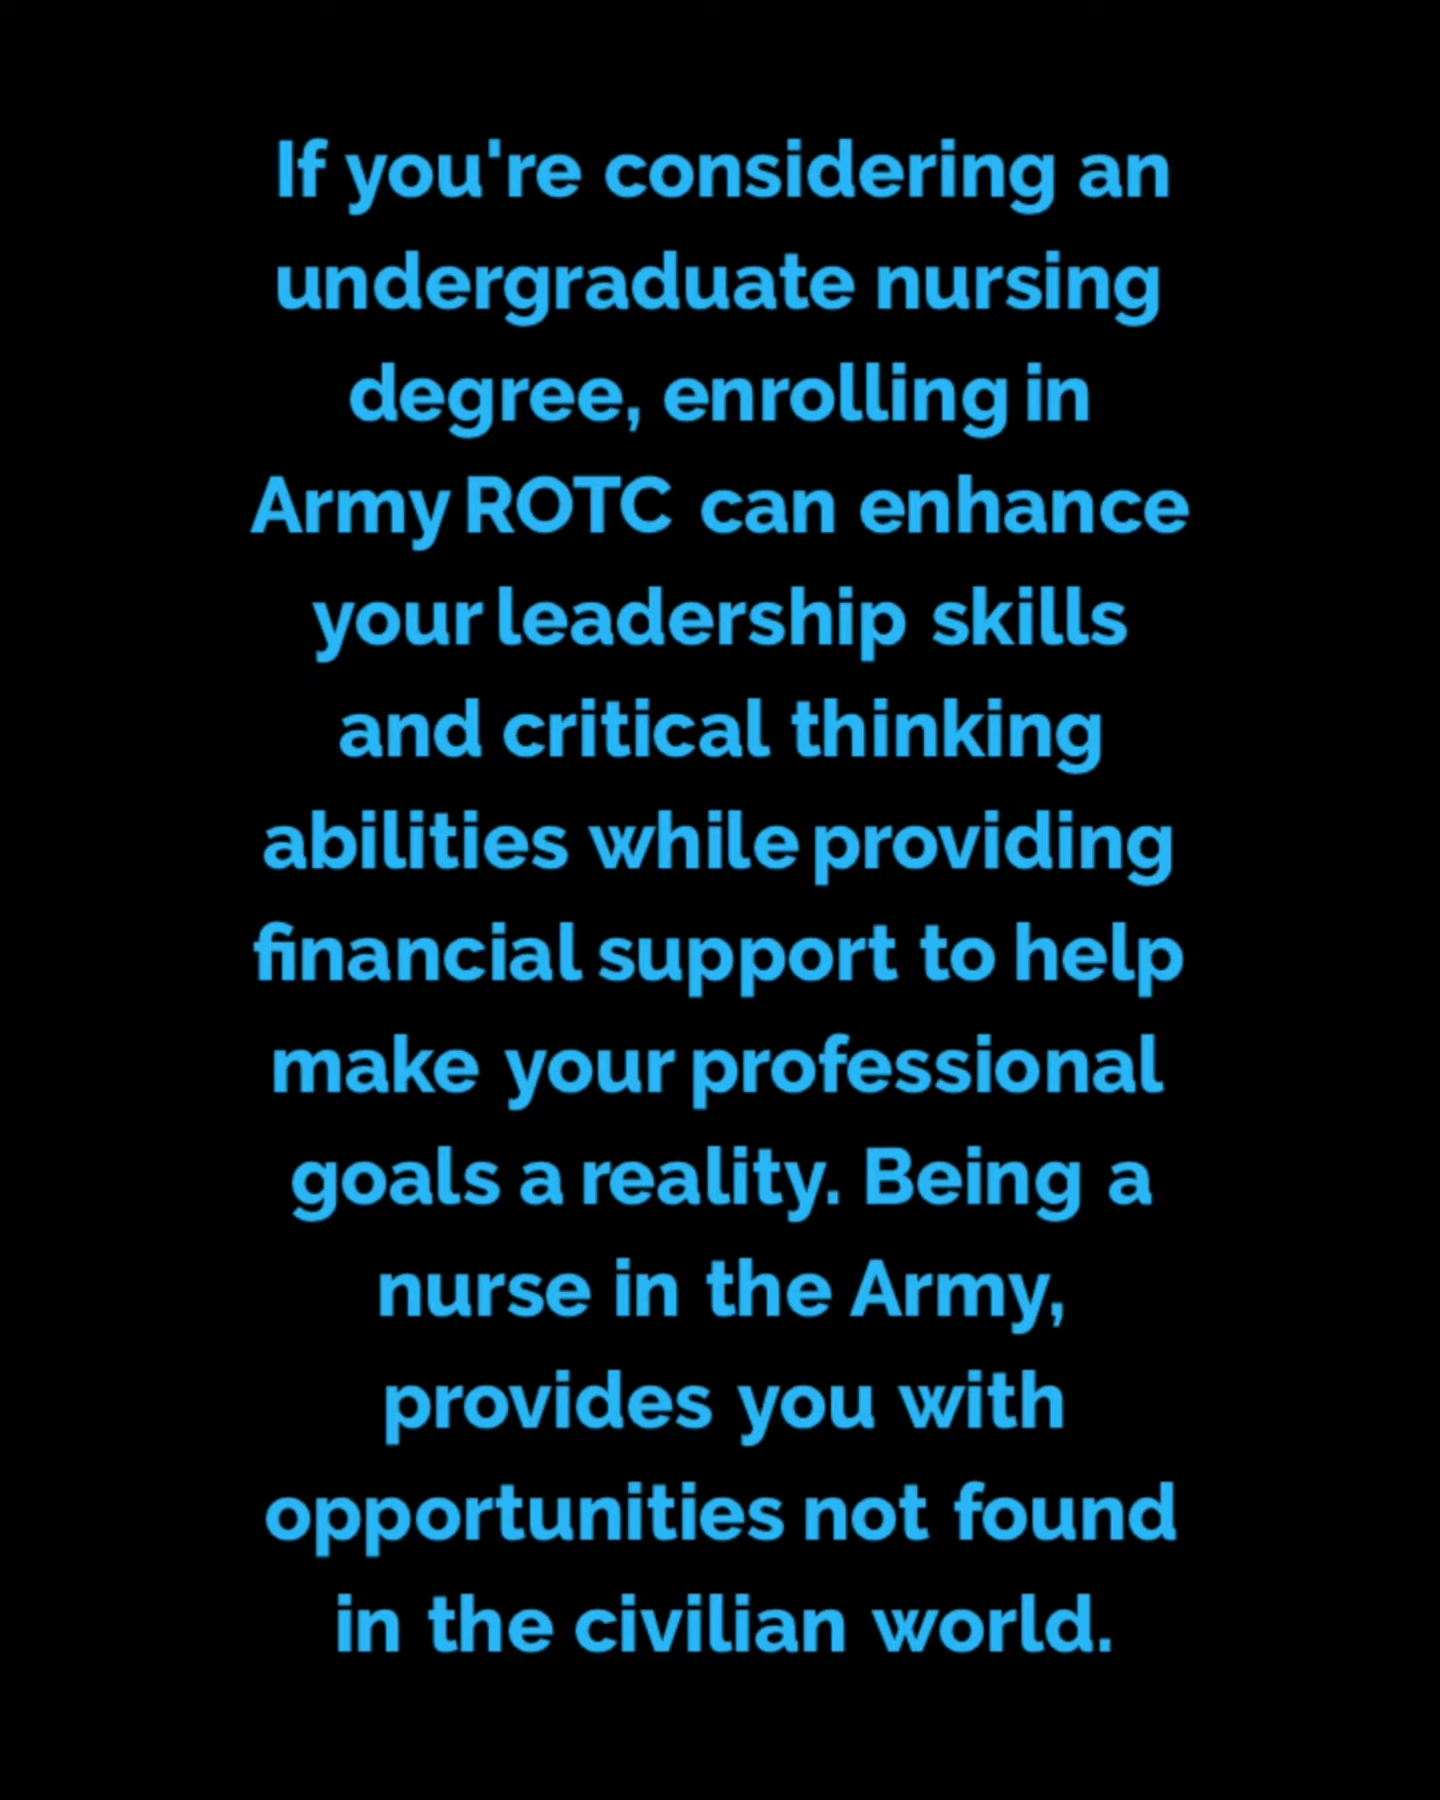 If you're considering an
undergraduate nursing
degree, enrolling in
Army ROTC can enhance
your leadership skills
and critical thinking
abilities while providing
financial support to help
make your professional
goals a reality. Being a
nurse in the Army,
provides you with
opportunities not found
in the civilian world.